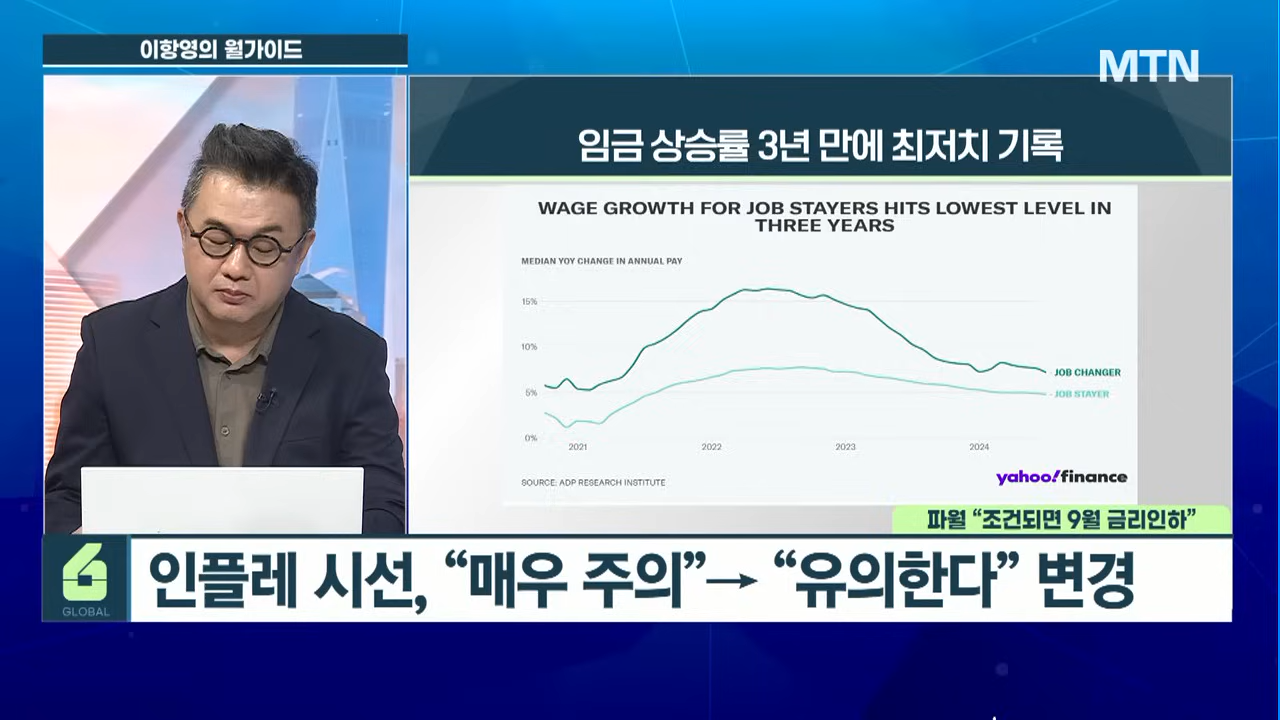 이항영의 월가이드
MTN
임금 상승률 3년 만에 최저치 기록
WAGE GROWTH FOR JOB STAYERS HITS LOWEST LEVEL IN
THREE YEARS
MEDIAN YOY CHANGE IN ANNUAL PAY
15%
10%
5%
0%
JOB CHANGER
JOB STAYER
2021 2022 2023 2024
SOURCE: ADP RESEARCH INSTITUTE
yahoo!finance
파월 “조건되면 9월 금리인하”
6
GLOBAL
인플레 시선, “매우 주의”→ “유의한다” 변경